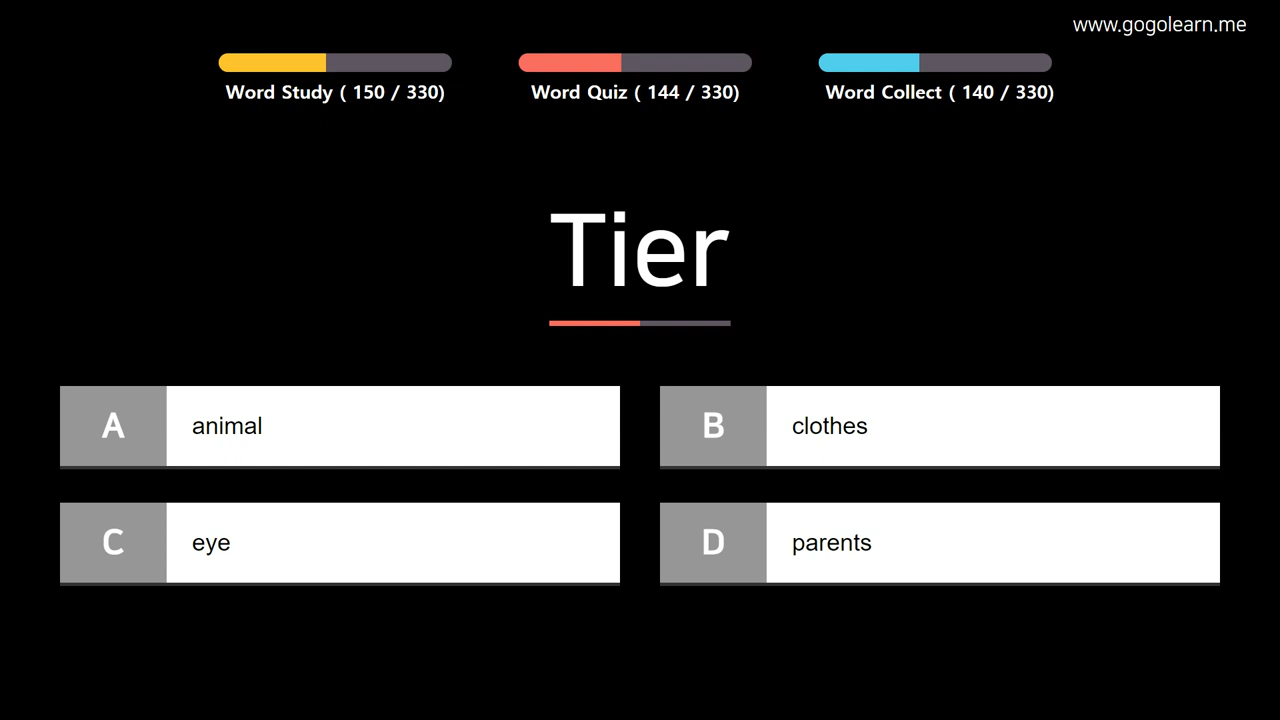 www.gogolearn.me
Word Study ( 150 / 330)
Word Quiz ( 144 / 330)
Word Collect ( 140 / 330)
Tier
A animal
B clothes
C eye
D parents